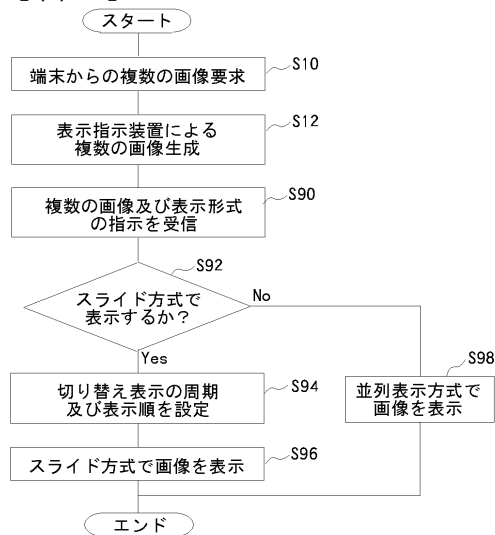 スタート
端末からの複数の画像要求
S10
表示指示装置による
複数の画像生成
S12
複数の画像及び表示形式
の指示を受信
S90
S92
スライド方式で
表示するか?
No
Yes
切り替え表示の周期
及び表示順を設定
S94
並列表示方式で
画像を表示
S98
スライド方式で画像を表示
S96
エンド